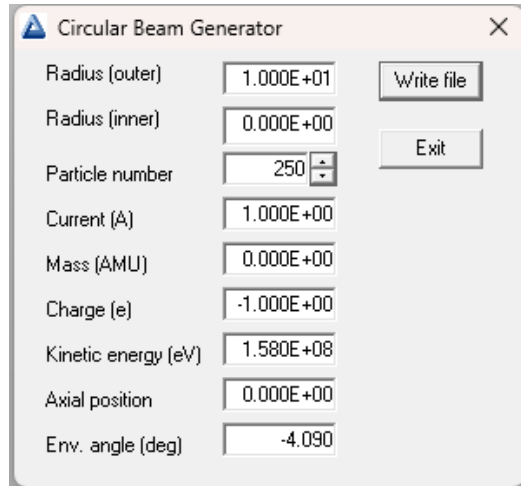 Circular Beam Generator
Radius (outer) 1.000E+01 Write file
Radius (inner) 0.000E+00
Exit
Particle number 250
Current (A) 1.000E+00
Mass (AMU) 0.000E+00
Charge (e) -1.000E+00
Kinetic energy (eV) 1.580E+08
Axial position 0.000E+00
Env. angle (deg) -4.090